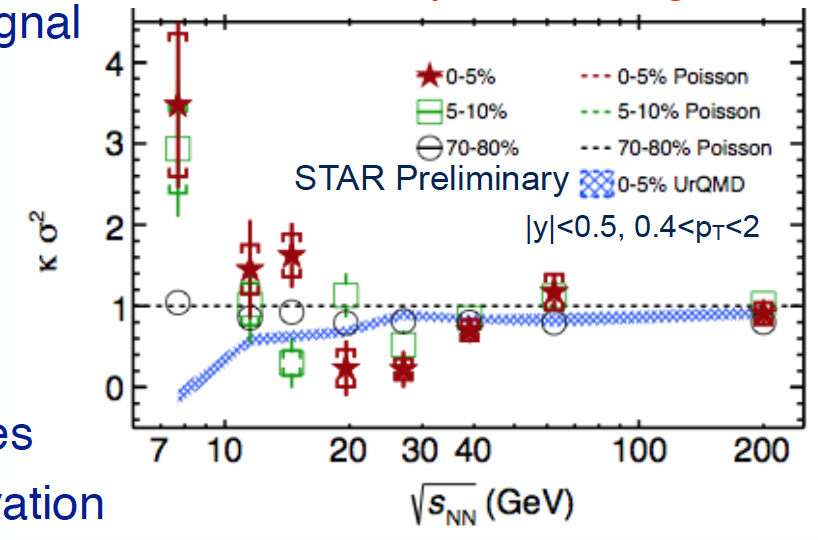 gnal
4
3
2
1
0
κ σ²
0-5%
5-10%
70-80%
0-5% Poisson
5-10% Poisson
70-80% Poisson
0-5% UrQMD
STAR Preliminary
|y|<0.5, 0.4<pT<2
es
vation
7 10 20 30 40 100 200
√sNN (GeV)